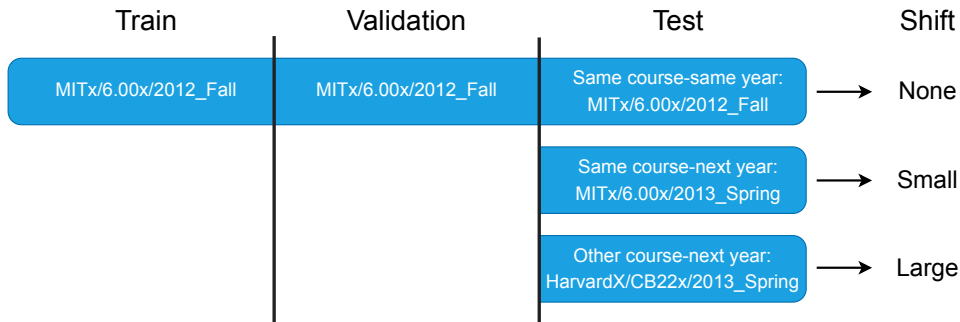 Train Validation Test Shift
MITx/6.00x/2012_Fall MITx/6.00x/2012_Fall Same course-same year:
MITx/6.00x/2012_Fall None
Same course-next year:
MITx/6.00x/2013_Spring Small
Other course-next year:
HarvardX/CB22x/2013_Spring Large